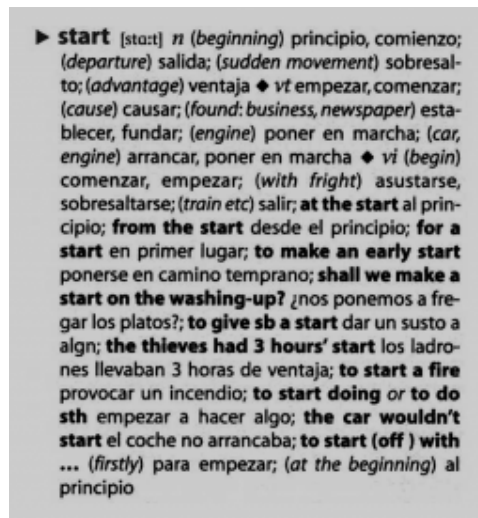 ▶ start [stɑːt] n (beginning) principio, comienzo;
(departure) salida; (sudden movement) sobresal-
to; (advantage) ventaja ◆ vt empezar, comenzar;
(cause) causar; (found: business, newspaper) esta-
blecer, fundar; (engine) poner en marcha; (car,
engine) arrancar, poner en marcha ◆ vi (begin)
comenzar, empezar; (with fright) asustarse,
sobresaltarse; (train etc) salir; at the start al prin-
cipio; from the start desde el principio; for a
start en primer lugar; to make an early start
ponerse en camino temprano; shall we make a
start on the washing-up? ¿nos ponemos a fre-
gar los platos?; to give sb a start dar un susto a
algn; the thieves had 3 hours' start los ladro-
nes llevaban 3 horas de ventaja; to start a fire
provocar un incendio; to start doing or to do
sth empezar a hacer algo; the car wouldn't
start el coche no arrancaba; to start (off ) with
... (firstly) para empezar; (at the beginning) al
principio